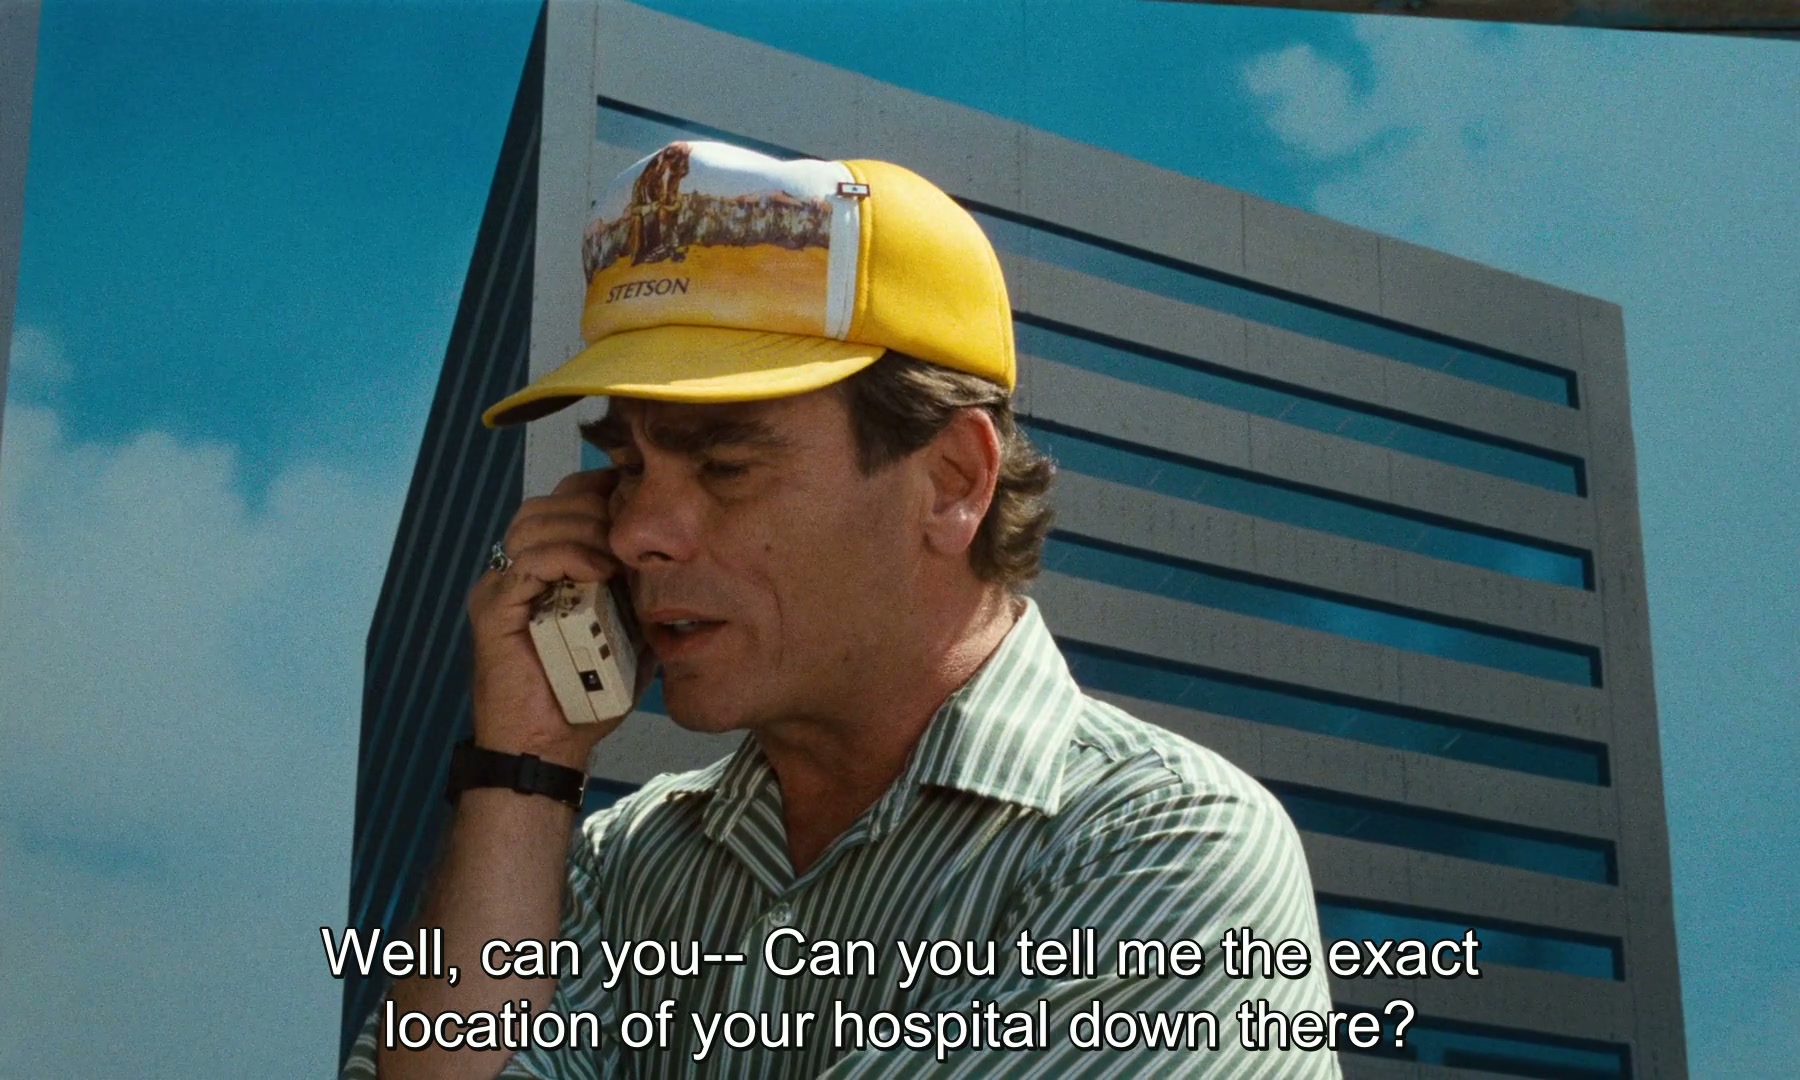 STETSON
Well, can you-- Can you tell me the exact
location of your hospital down there?